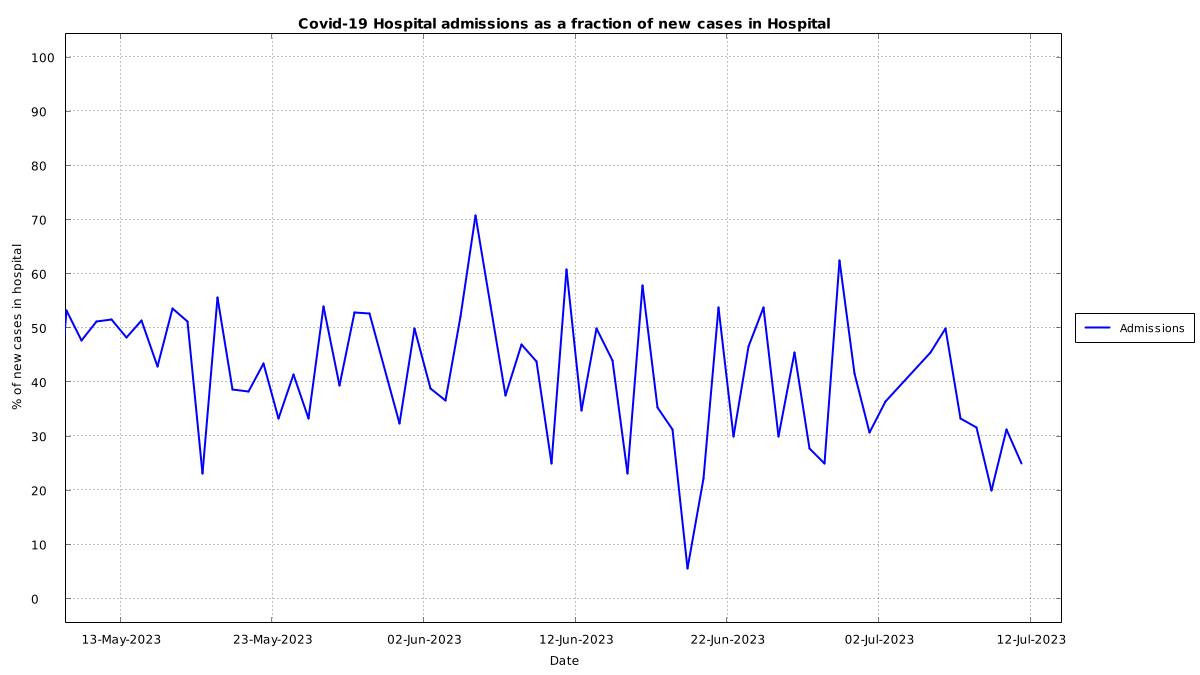 Covid-19 Hospital admissions as a fraction of new cases in Hospital
% of new cases in hospital
100
90
80
70
60
50
40
30
20
10
0
Admissions
13-May-2023 23-May-2023 02-Jun-2023 12-Jun-2023 22-Jun-2023 02-Jul-2023 12-Jul-2023
Date